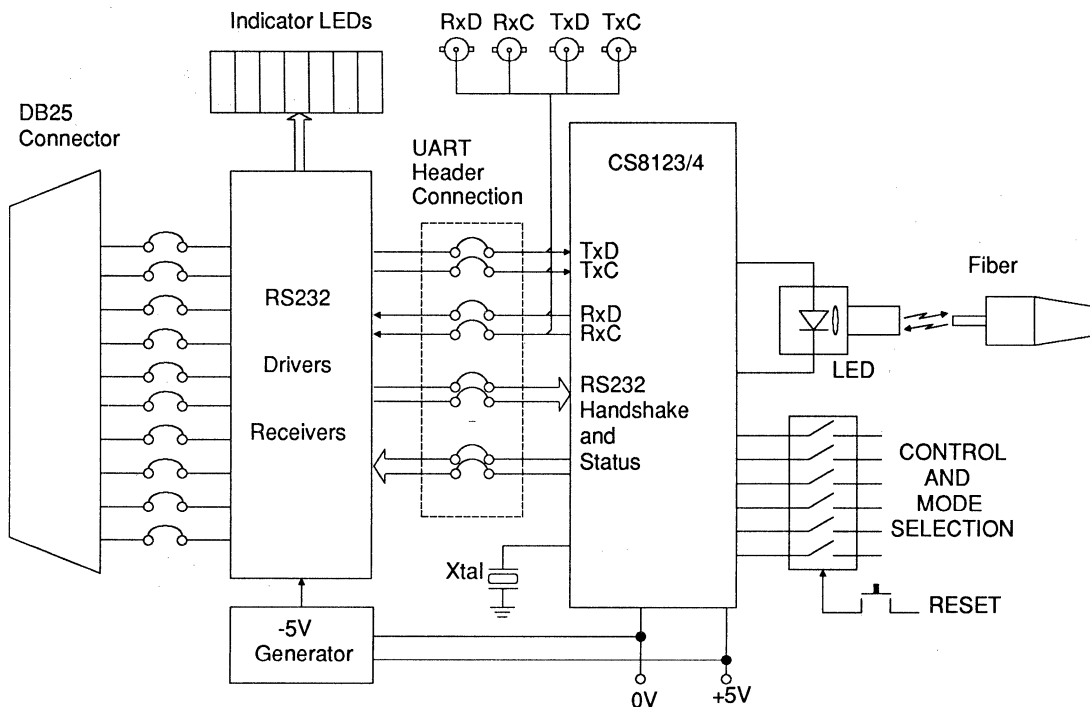 Indicator LEDs
RxD RxC TxD TxC
DB25
Connector
UART
Header
Connection
CS8123/4
TxD
TxC
RxD
RxC
RS232
Drivers
Receivers
RS232
Handshake
and
Status
Fiber
LED
CONTROL
AND
MODE
SELECTION
Xtal
RESET
-5V
Generator
0V
+5V